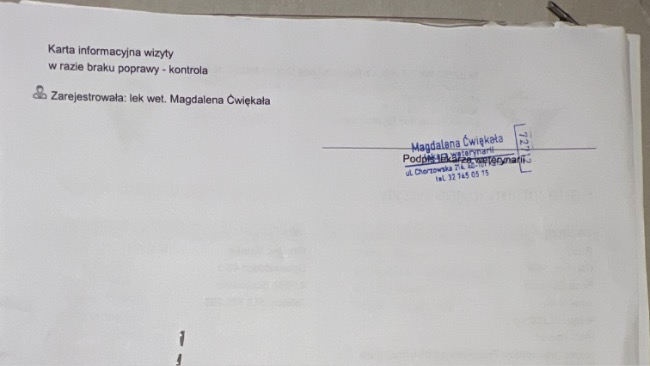 Karta informacyjna wizyty
w razie braku poprawy - kontrola
Zarejestrowała: lek wet. Magdalena Ćwiękała
Magdalena Ćwiękała
Podpis lekarza weterynarii
ul. Chorzowska
tel. 32 745 05 75